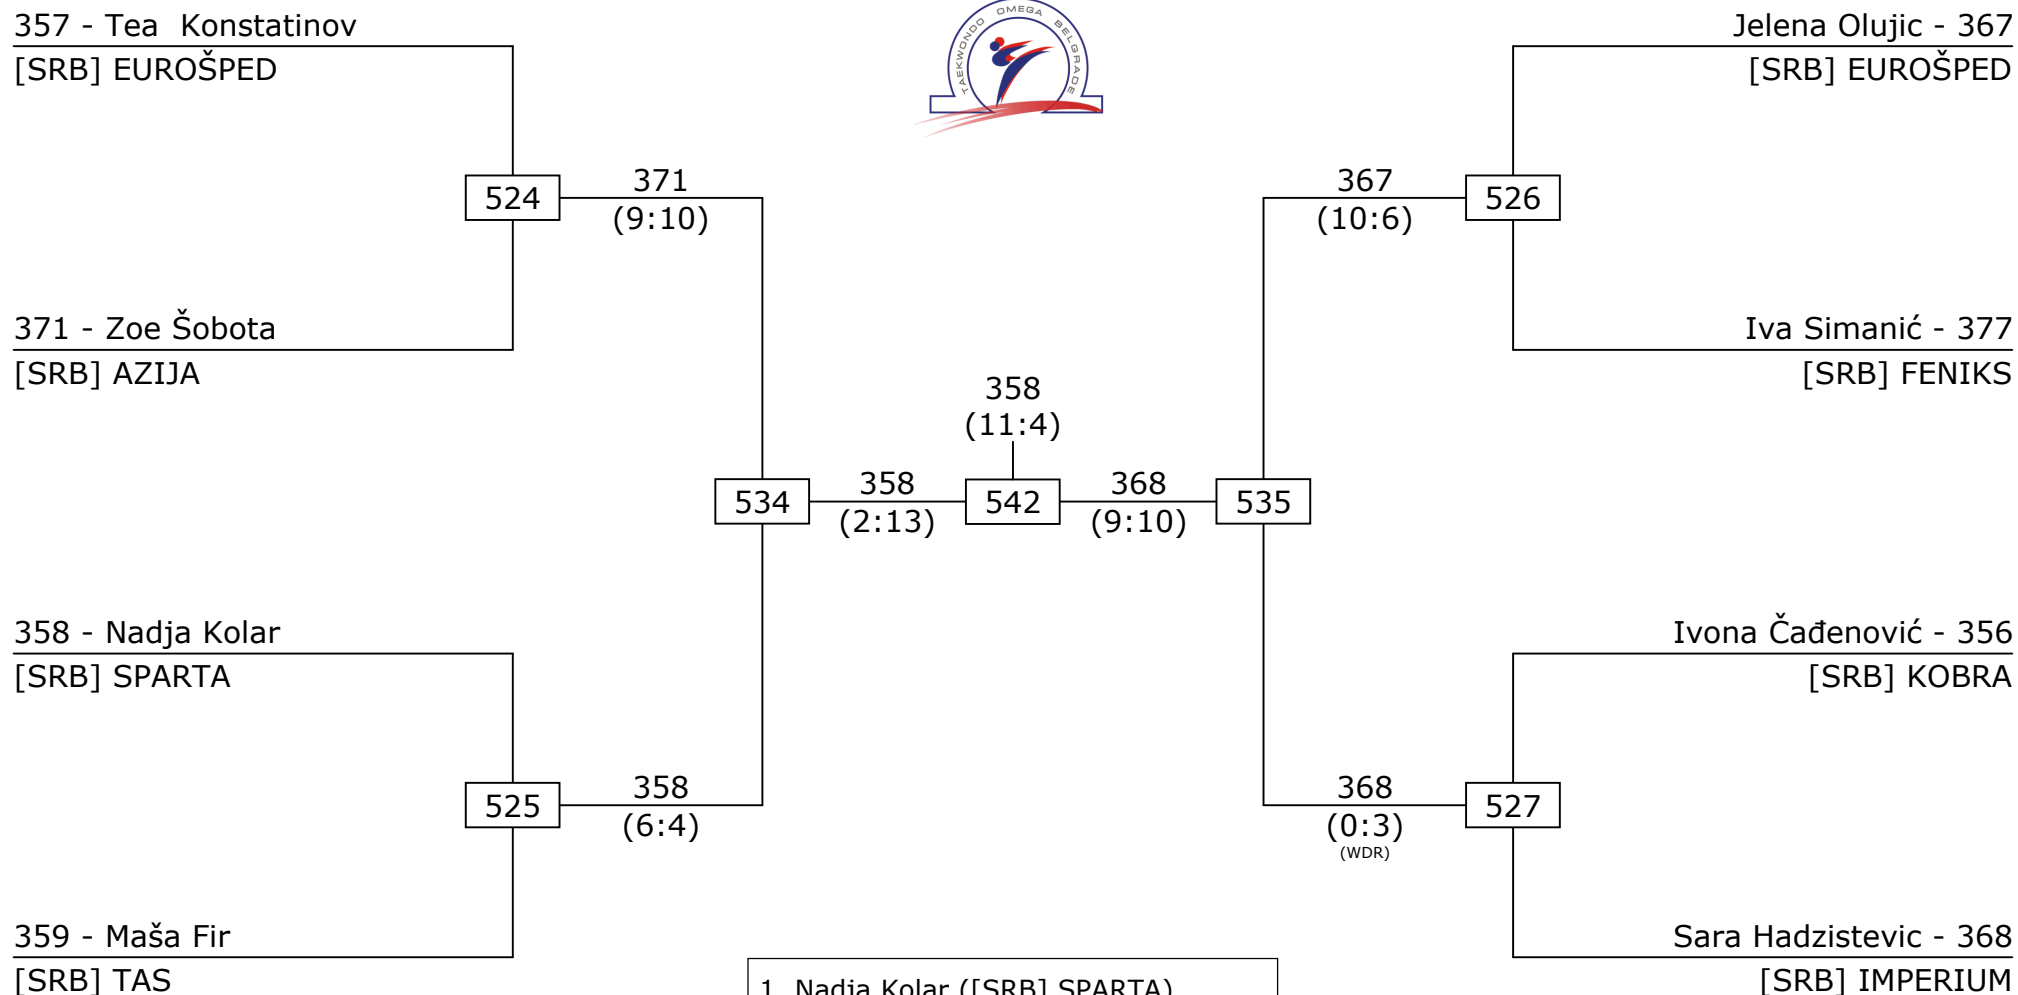 357 - Tea  Konstatinov
[SRB] EUROŠPED
TAEKWONDO OMEGA BELGRADE
Jelena Olujic - 367
[SRB] EUROŠPED
524
371
(9:10)
367
(10:6)
526
371 - Zoe Šobota
[SRB] AZIJA
Iva Simanić - 377
[SRB] FENIKS
358
(11:4)
534
358
(2:13)
542
368
(9:10)
535
358 - Nadja Kolar
[SRB] SPARTA
Ivona Čađenović - 356
[SRB] KOBRA
525
358
(6:4)
368
(0:3)
(WDR)
527
359 - Maša Fir
[SRB] TAS
Sara Hadzistevic - 368
[SRB] IMPERIUM
1. Nadja Kolar ([SRB] SPARTA)